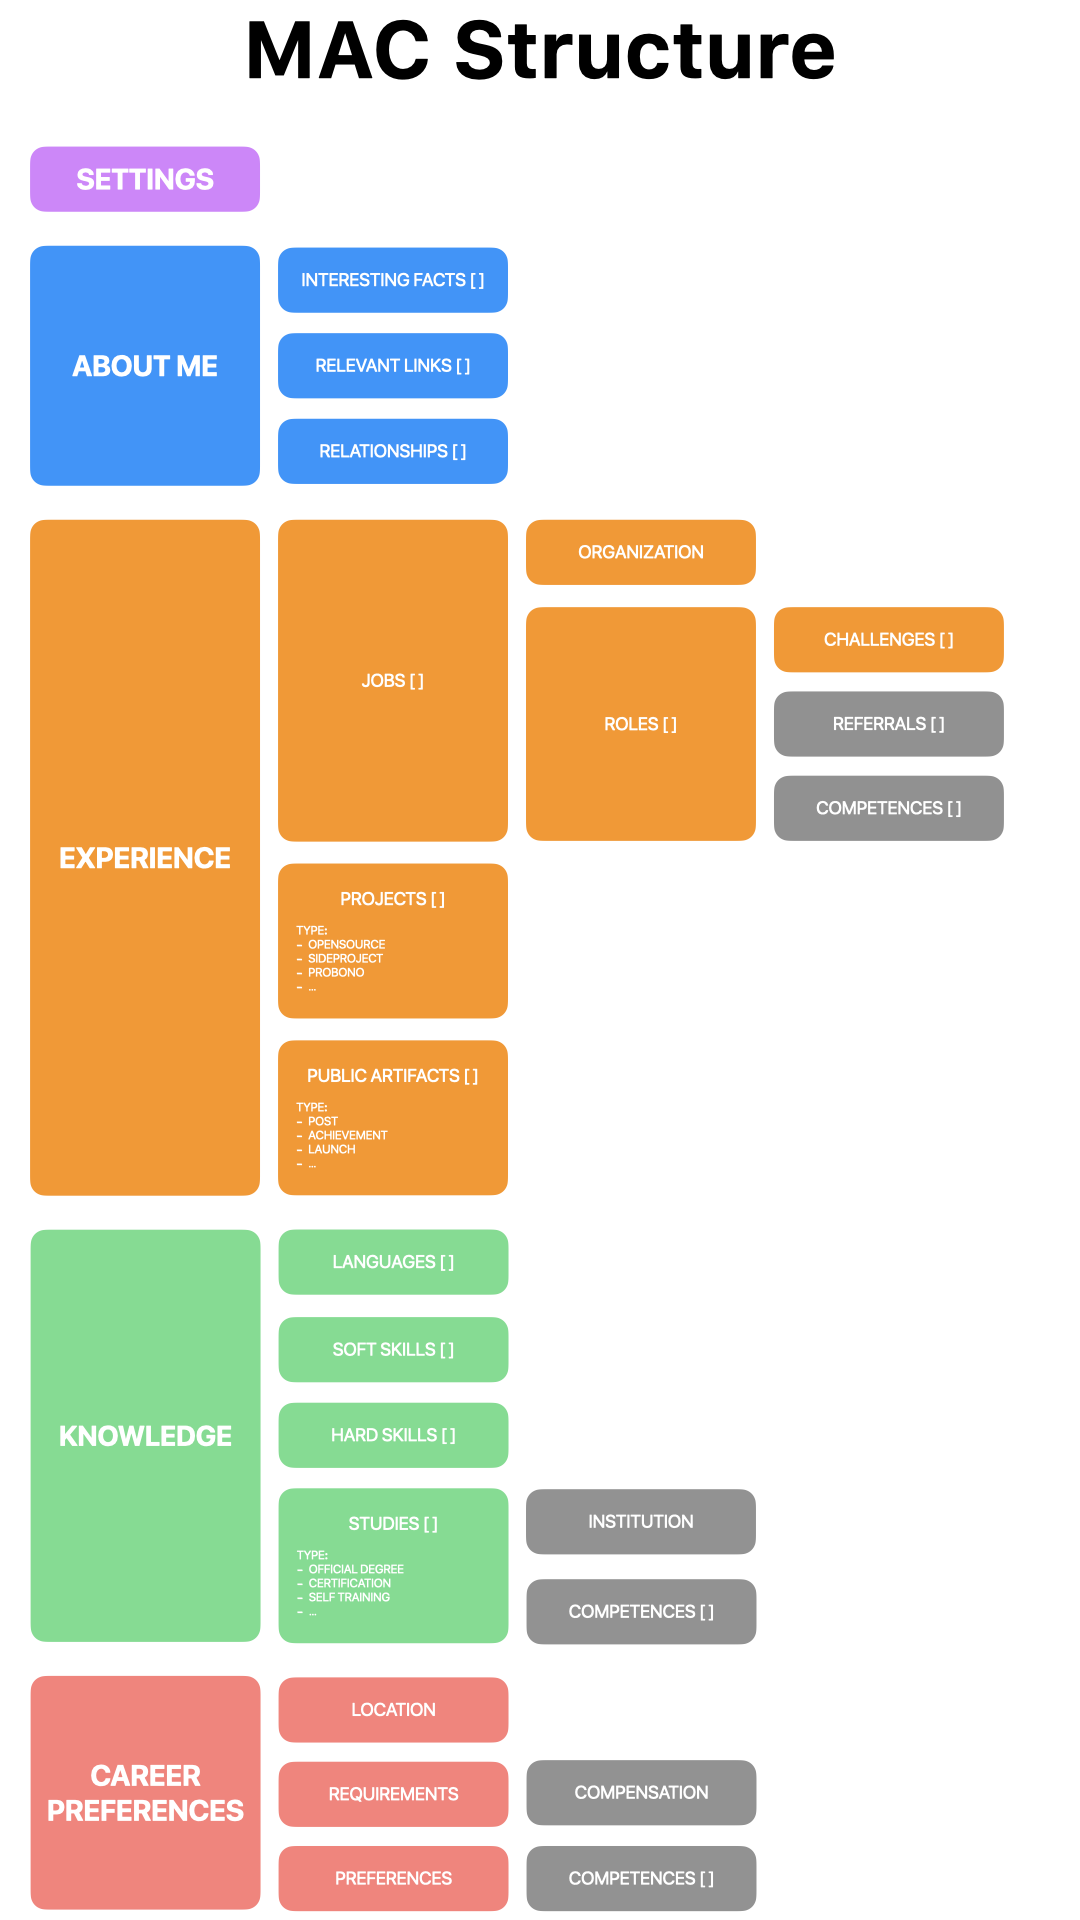 MAC Structure
SETTINGS
ABOUT ME
INTERESTING FACTS [ ]
RELEVANT LINKS [ ]
RELATIONSHIPS [ ]
EXPERIENCE
JOBS [ ]
ORGANIZATION
ROLES [ ]
CHALLENGES [ ]
REFERRALS [ ]
COMPETENCES [ ]
PROJECTS [ ]
TYPE:
- OPENSOURCE
- SIDEPROJECT
- PROBONO
- ...
PUBLIC ARTIFACTS [ ]
TYPE:
- POST
- ACHIEVEMENT
- LAUNCH
- ...
KNOWLEDGE
LANGUAGES [ ]
SOFT SKILLS [ ]
HARD SKILLS [ ]
STUDIES [ ]
TYPE:
- OFFICIAL DEGREE
- CERTIFICATION
- SELF TRAINING
- ...
INSTITUTION
COMPETENCES [ ]
CAREER
PREFERENCES
LOCATION
REQUIREMENTS
COMPENSATION
PREFERENCES
COMPETENCES [ ]